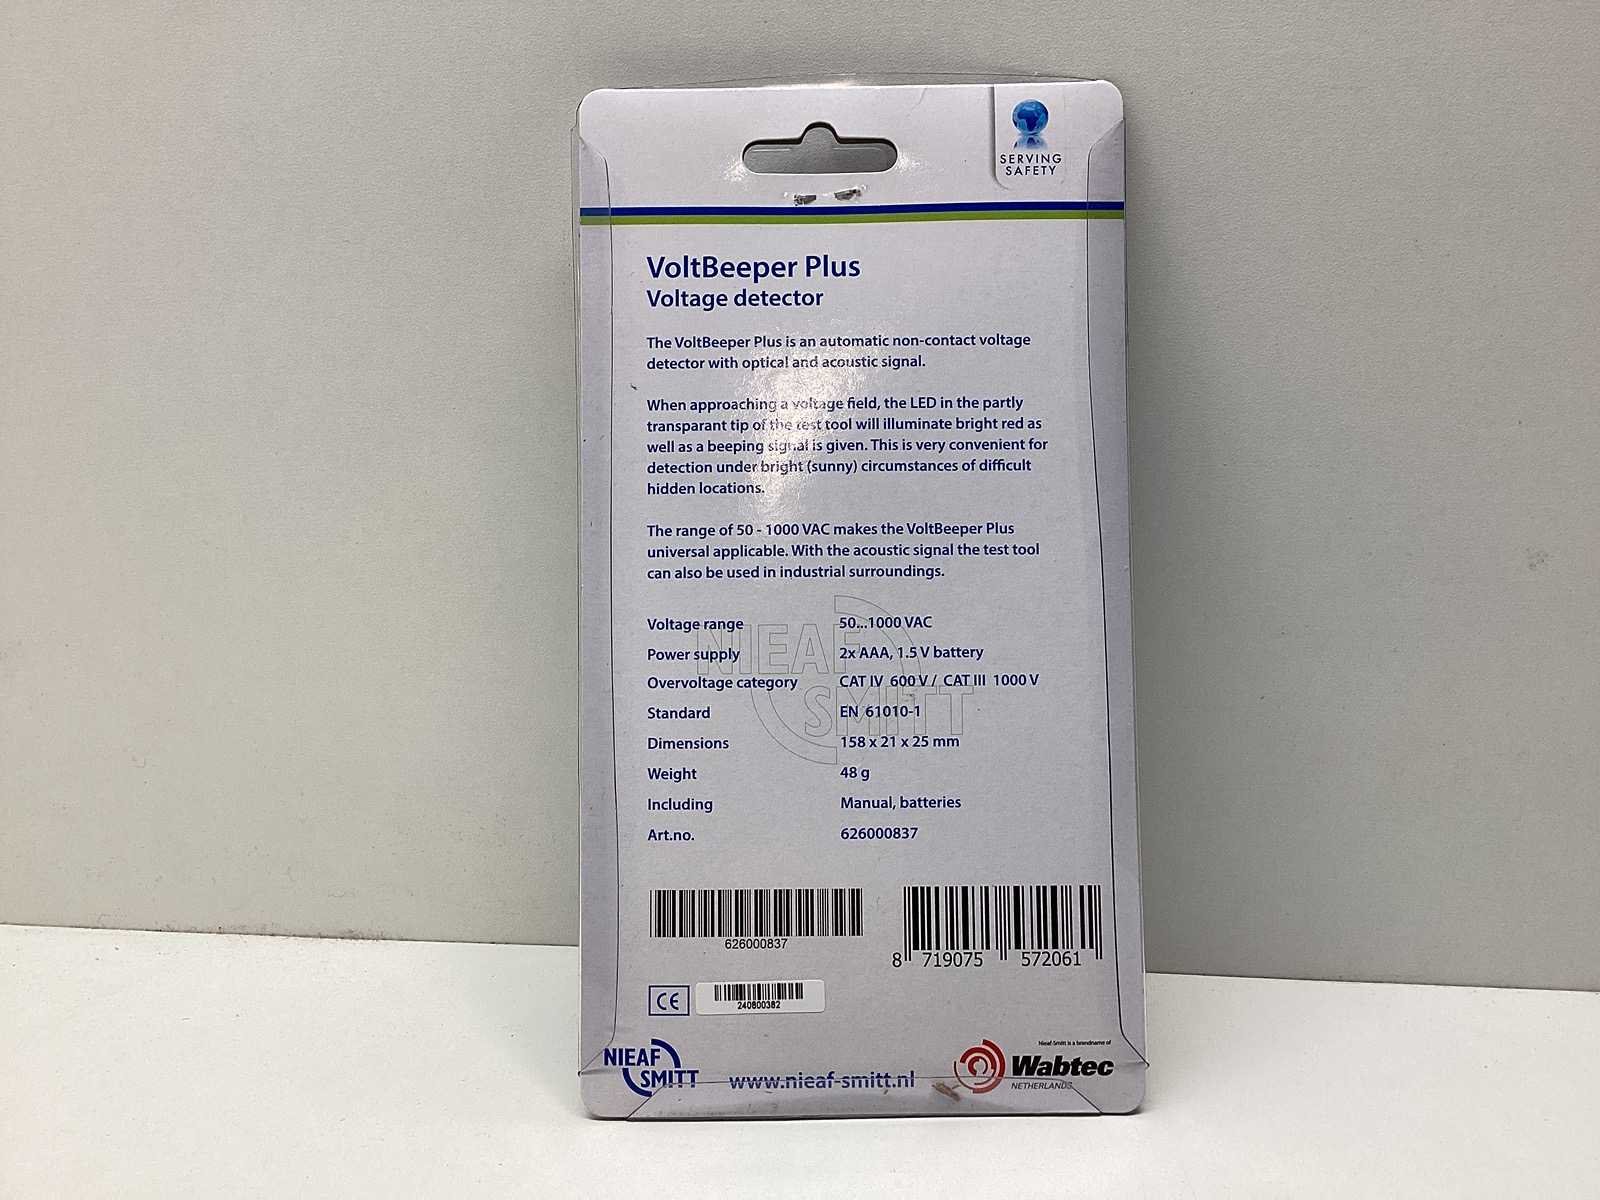 SERVING
SAFETY
VoltBeeper Plus
Voltage detector
The VoltBeeper Plus is an automatic non-contact voltage
detector with optical and acoustic signal.
When approaching a voltage field, the LED in the partly
transparant tip of the test tool will illuminate bright red as
well as a beeping signal is given. This is very convenient for
detection under bright (sunny) circumstances of difficult
hidden locations.
The range of 50 - 1000 VAC makes the VoltBeeper Plus
universal applicable. With the acoustic signal the test tool
can also be used in industrial surroundings.
Voltage range 50...1000 VAC
Power supply 2x AAA, 1.5 V battery
Overvoltage category CAT IV 600 V / CAT III 1000 V
Standard EN 61010-1
Dimensions 158 x 21 x 25 mm
Weight 48 g
Including Manual, batteries
Art.no. 626000837
NIEAF
SMITT
626000837
8 719075 572061
CE
240800382
NIEAF
SMITT
www.nieaf-smitt.nl
Nieaf-Smitt is a brandname of
Wabtec
NETHERLANDS